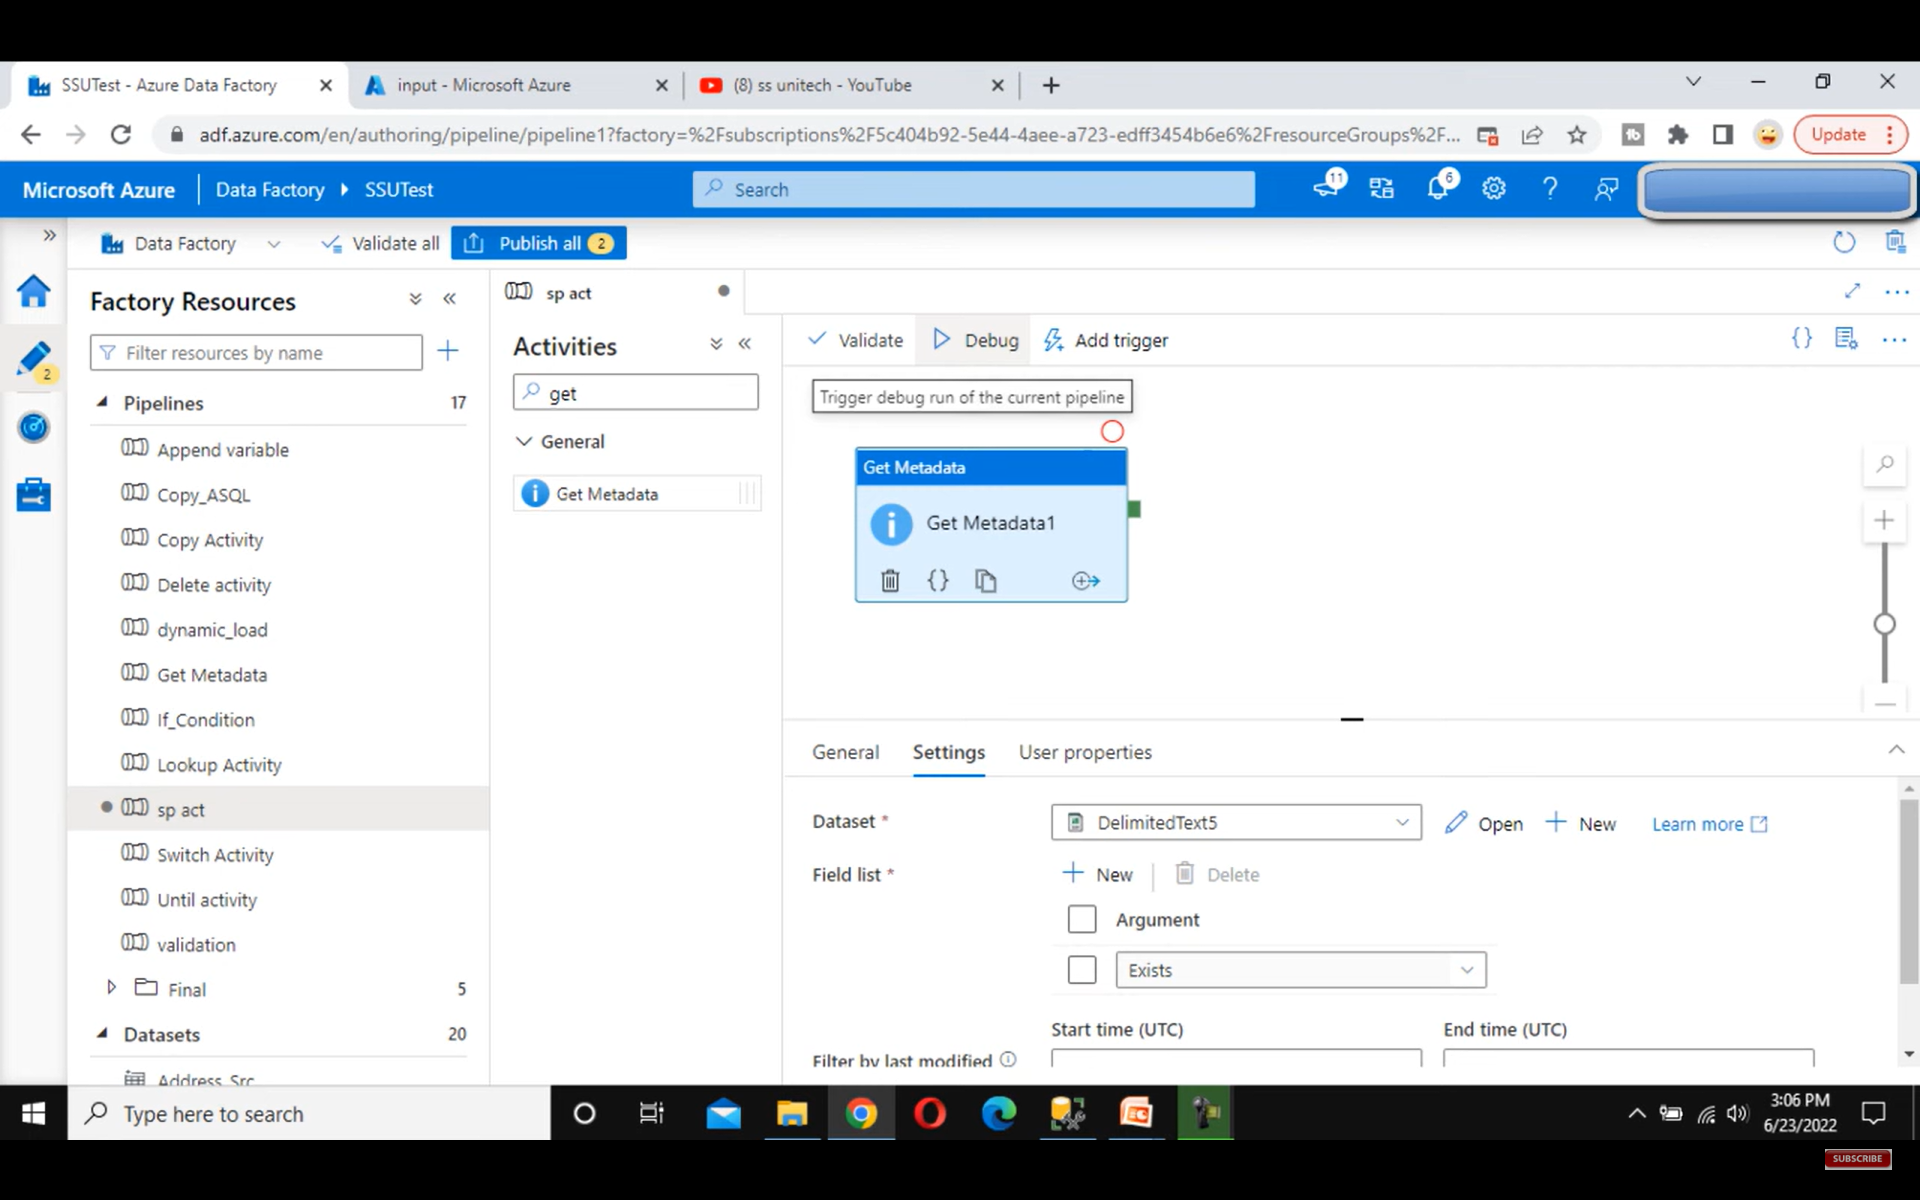 SSUTest - Azure Data Factory
input - Microsoft Azure
(8) ss unitech - YouTube
adf.azure.com/en/authoring/pipeline/pipeline1?factory=%2Fsubscriptions%2F5c404b92-5e44-4aee-a723-edff3454b6e6%2FresourceGroups%2F...
Update
Microsoft Azure
Data Factory
SSUTest
Search
11
6
Data Factory
Validate all
Publish all 2
Factory Resources
Filter resources by name
2
Pipelines 17
Append variable
Copy_ASQL
Copy Activity
Delete activity
dynamic_load
Get Metadata
If_Condition
Lookup Activity
sp act
Switch Activity
Until activity
validation
Final 5
Datasets 20
Address_Src
sp act
Activities
get
General
Get Metadata
Validate
Debug
Add trigger
Trigger debug run of the current pipeline
Get Metadata
Get Metadata1
General
Settings
User properties
Dataset *
DelimitedText5
Open
New
Learn more
Field list *
New
Delete
Argument
Exists
Start time (UTC)
End time (UTC)
Filter by last modified
Type here to search
3:06 PM
6/23/2022
SUBSCRIBE